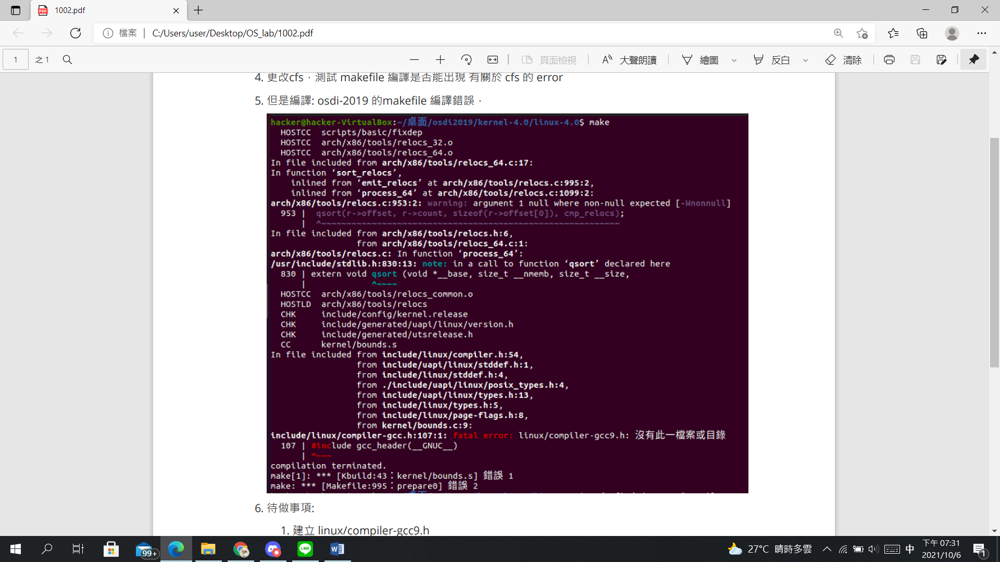 1002.pdf
檔案
C:/Users/user/Desktop/OS_lab/1002.pdf
1
之 1
頁面檢視
大聲朗讀
繪圖
反白
清除
4. 更改cfs，測試 makefile 編譯是否能出現 有關於 cfs 的 error
5. 但是編譯: osdi-2019 的makefile 編譯錯誤，
hacker@hacker-VirtualBox:~/桌面/osdi2019/kernel-4.0/linux-4.0$ make
HOSTCC scripts/basic/fixdep
HOSTCC arch/x86/tools/relocs_32.o
HOSTCC arch/x86/tools/relocs_64.o
In file included from arch/x86/tools/relocs_64.c:17:
In function ‘sort_relocs’,
inlined from ‘emit_relocs’ at arch/x86/tools/relocs.c:995:2,
inlined from ‘process_64’ at arch/x86/tools/relocs.c:1099:2:
arch/x86/tools/relocs.c:953:2: warning: argument 1 null where non-null expected [-Wnonnull]
953 | qsort(r->offset, r->count, sizeof(r->offset[0]), cmp_relocs);
| ^~~~~~~~~~~~~~~~~~~~~~~~~~~~~~~~~~~~~~~~~~~~~~~~~~~~~~~~~~~~
In file included from arch/x86/tools/relocs.h:6,
from arch/x86/tools/relocs_64.c:1:
arch/x86/tools/relocs.c: In function ‘process_64’:
/usr/include/stdlib.h:830:13: note: in a call to function ‘qsort’ declared here
830 | extern void qsort (void *__base, size_t __nmemb, size_t __size,
| ^~~~~
HOSTCC arch/x86/tools/relocs_common.o
HOSTLD arch/x86/tools/relocs
CHK include/config/kernel.release
CHK include/generated/uapi/linux/version.h
CHK include/generated/utsrelease.h
CC kernel/bounds.s
In file included from include/linux/compiler.h:54,
from include/uapi/linux/stddef.h:1,
from include/linux/stddef.h:4,
from ./include/uapi/linux/posix_types.h:4,
from include/uapi/linux/types.h:13,
from include/linux/types.h:5,
from include/linux/page-flags.h:8,
from kernel/bounds.c:9:
include/linux/compiler-gcc.h:107:1: fatal error: linux/compiler-gcc9.h: 沒有此一檔案或目錄
107 | #include gcc_header(__GNUC__)
| ^~~~
compilation terminated.
make[1]: *** [Kbuild:43：kernel/bounds.s] 錯誤 1
make: *** [Makefile:995：prepare0] 錯誤 2
6. 待做事項:
1. 建立 linux/compiler-gcc9.h
99+
27°C 晴時多雲
中
下午 07:31
2021/10/6
1